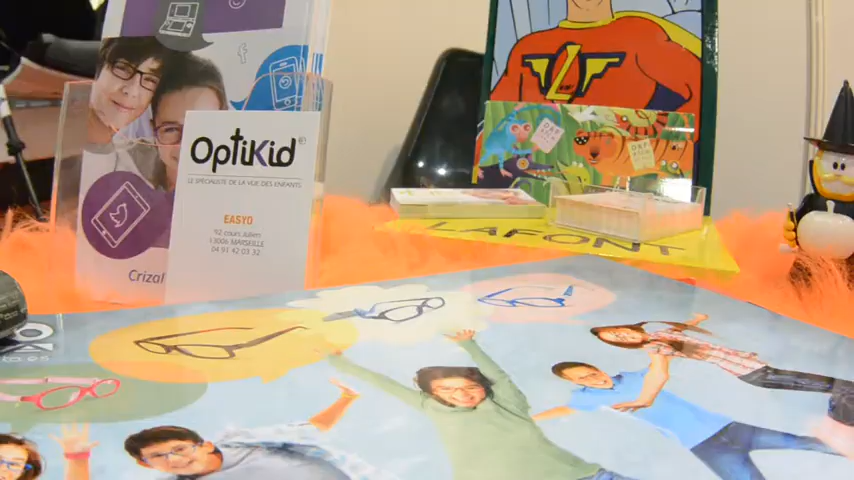 OptiKid
LE SPÉCIALISTE DE LA VUE DES ENFANTS
EASYO
92 cours Julien
13006 MARSEILLE
04 91 42 03 32
Crizal
L
LAFONT